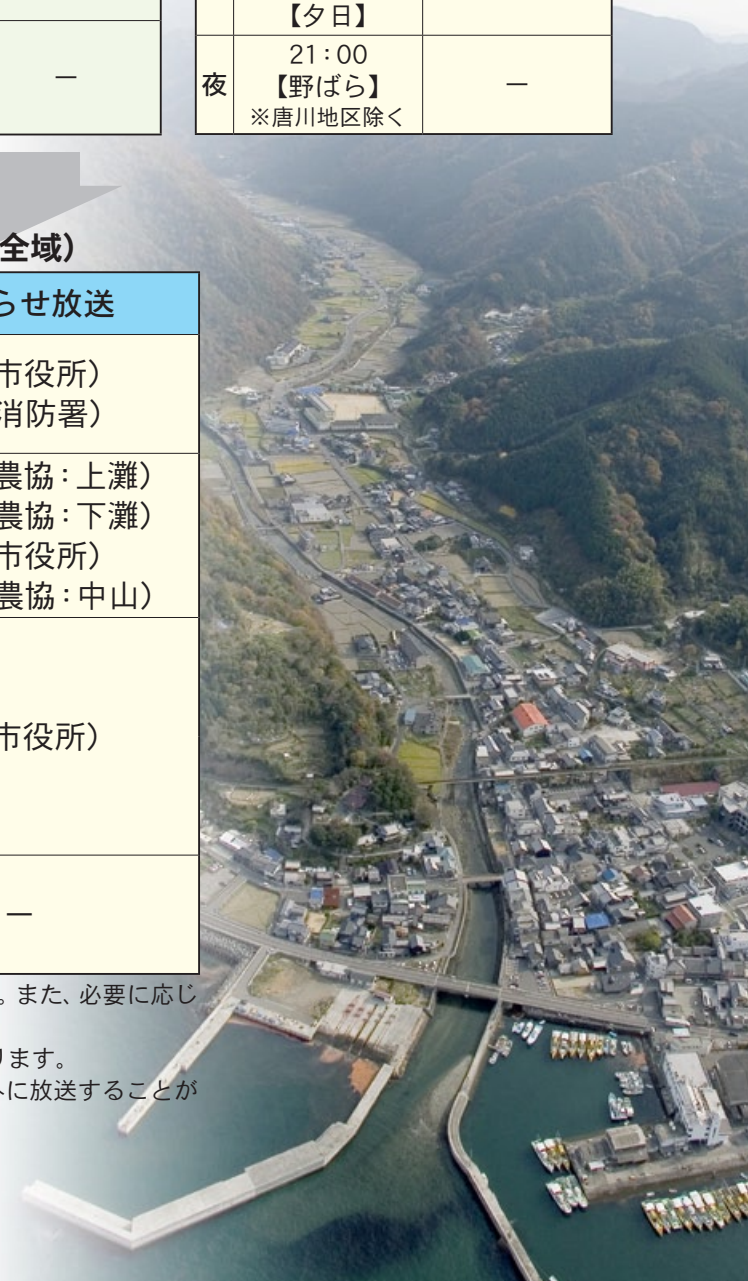 －
【夕日】
夜
21：00
【野ばら】
※唐川地区除く
－
全域）
らせ放送
市役所）
消防署）
農協：上灘）
農協：下灘）
市役所）
農協：中山）
市役所）
－
。また、必要に応じ
ります。
外に放送することが